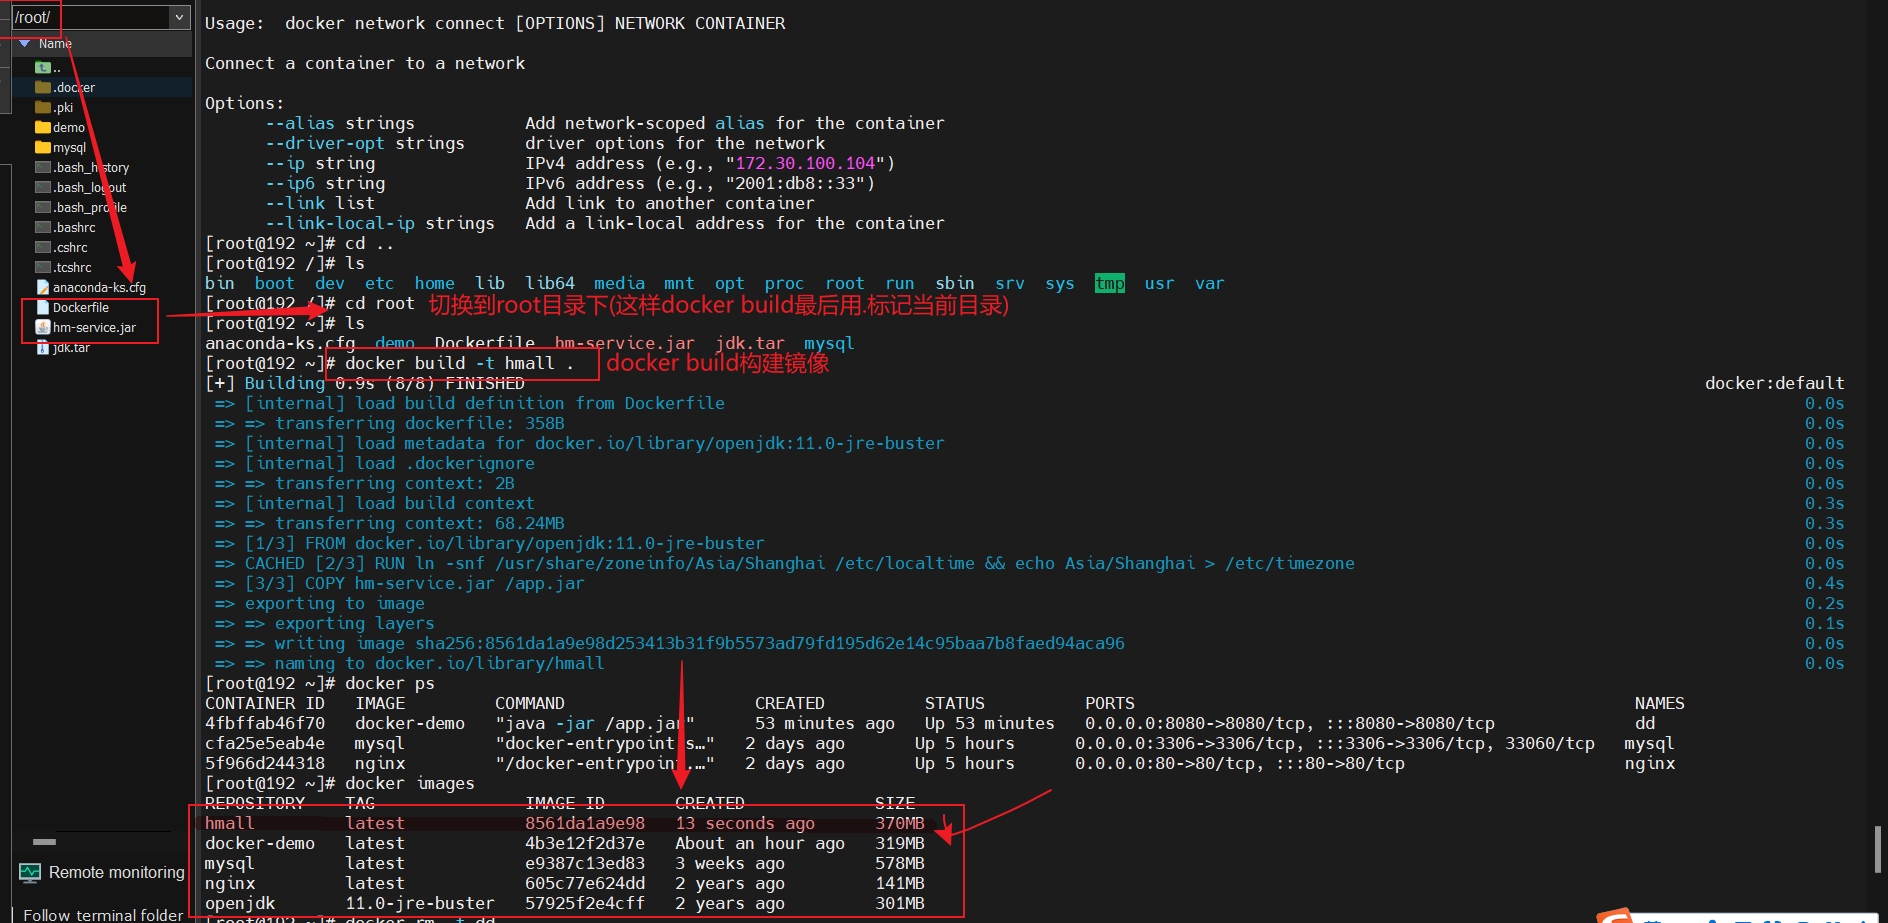 /root/
Name
..
.docker
.pki
demo
mysql
.bash_history
.bash_logout
.bash_profile
.bashrc
.cshrc
.tcshrc
anaconda-ks.cfg
Dockerfile
hm-service.jar
jdk.tar
Remote monitoring
Follow terminal folder
Usage:  docker network connect [OPTIONS] NETWORK CONTAINER
Connect a container to a network
Options:
      --alias strings           Add network-scoped alias for the container
      --driver-opt strings      driver options for the network
      --ip string               IPv4 address (e.g., "172.30.100.104")
      --ip6 string              IPv6 address (e.g., "2001:db8::33")
      --link list               Add link to another container
      --link-local-ip strings   Add a link-local address for the container
[root@192 ~]# cd ..
[root@192 /]# ls
bin  boot  dev  etc  home  lib  lib64  media  mnt  opt  proc  root  run  sbin  srv  sys  tmp  usr  var
[root@192 /]# cd root 切换到root目录下(这样docker build最后用.标记当前目录)
[root@192 ~]# ls
anaconda-ks.cfg  demo  Dockerfile  hm-service.jar  jdk.tar  mysql
[root@192 ~]# docker build -t hmall . docker build构建镜像
[+] Building 0.9s (8/8) FINISHED docker:default
=> [internal] load build definition from Dockerfile 0.0s
=> => transferring dockerfile: 358B 0.0s
=> [internal] load metadata for docker.io/library/openjdk:11.0-jre-buster 0.0s
=> [internal] load .dockerignore 0.0s
=> => transferring context: 2B 0.0s
=> [internal] load build context 0.3s
=> => transferring context: 68.24MB 0.3s
=> [1/3] FROM docker.io/library/openjdk:11.0-jre-buster 0.0s
=> CACHED [2/3] RUN ln -snf /usr/share/zoneinfo/Asia/Shanghai /etc/localtime && echo Asia/Shanghai > /etc/timezone 0.0s
=> [3/3] COPY hm-service.jar /app.jar 0.4s
=> exporting to image 0.2s
=> => exporting layers 0.1s
=> => writing image sha256:8561da1a9e98d253413b31f9b5573ad79fd195d62e14c95baa7b8faed94aca96 0.0s
=> => naming to docker.io/library/hmall 0.0s
[root@192 ~]# docker ps
CONTAINER ID   IMAGE         COMMAND                   CREATED          STATUS          PORTS                                                  NAMES
4fbffab46f70   docker-demo   "java -jar /app.jar"      53 minutes ago   Up 53 minutes   0.0.0.0:8080->8080/tcp, :::8080->8080/tcp              dd
cfa25e5eab4e   mysql         "docker-entrypoint.s…"   2 days ago       Up 5 hours      0.0.0.0:3306->3306/tcp, :::3306->3306/tcp, 33060/tcp   mysql
5f966d244318   nginx         "/docker-entrypoint.…"   2 days ago       Up 5 hours      0.0.0.0:80->80/tcp, :::80->80/tcp                      nginx
[root@192 ~]# docker images
REPOSITORY    TAG               IMAGE ID       CREATED             SIZE
hmall         latest            8561da1a9e98   13 seconds ago      370MB
docker-demo   latest            4b3e12f2d37e   About an hour ago   319MB
mysql         latest            e9387c13ed83   3 weeks ago         578MB
nginx         latest            605c77e624dd   2 years ago         141MB
openjdk       11.0-jre-buster   57925f2e4cff   2 years ago         301MB